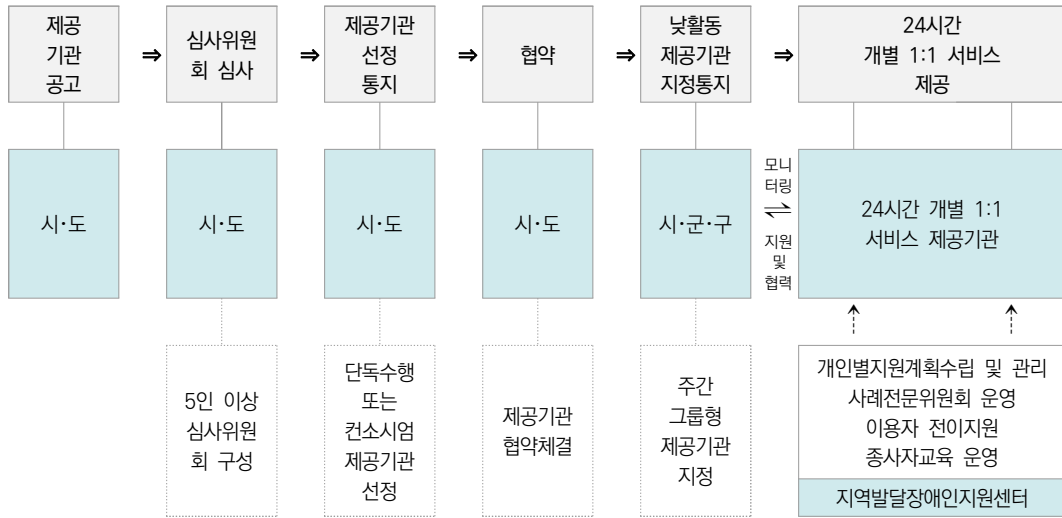 제공
기관
공고
⇒
심사위원
회 심사
⇒
제공기관
선정
통지
⇒
협약
⇒
낮활동
제공기관
지정통지
⇒
24시간
개별 1:1 서비스
제공
시·도
시·도
시·도
시·도
시·군·구
모니
터링
⇌
지원
및
협력
24시간 개별 1:1
서비스 제공기관
5인 이상
심사위원
회 구성
단독수행
또는
컨소시엄
제공기관
선정
제공기관
협약체결
주간
그룹형
제공기관
지정
개인별지원계획수립 및 관리
사례전문위원회 운영
이용자 전이지원
종사자교육 운영
지역발달장애인지원센터